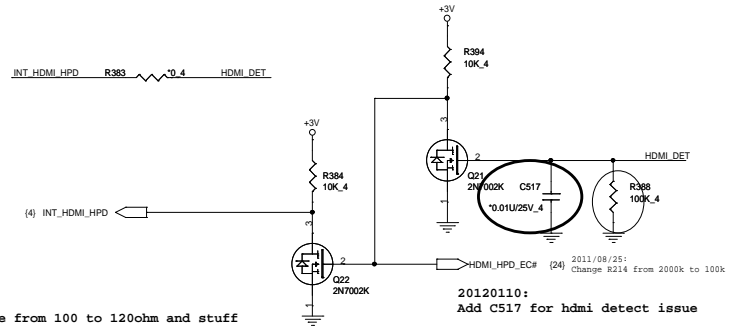 +3V
R394
10K_4
INT_HDMI_HPD R383 *0_4 HDMI_DET
+3V
3
2
HDMI_DET
R384
10K_4
Q21
2N7002K
C517
*0.01U/25V_4
R388
100K_4
1
{4} INT_HDMI_HPD
3
2
HDMI_HPD_EC# {24}
2011/08/25:
Change R214 from 2000k to 100k
Q22
2N7002K
1
20120110:
Add C517 for hdmi detect issue
e from 100 to 120ohm and stuff